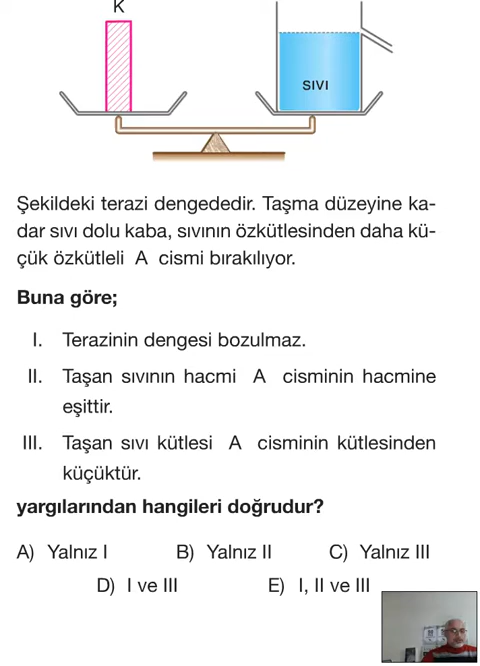 K
SIVI
Şekildeki terazi dengededir. Taşma düzeyine ka-
dar sıvı dolu kaba, sıvının özkütlesinden daha kü-
çük özkütleli A cismi bırakılıyor.
Buna göre;
I. Terazinin dengesi bozulmaz.
II. Taşan sıvının hacmi A cisminin hacmine
eşittir.
III. Taşan sıvı kütlesi A cisminin kütlesinden
küçüktür.
yargılarından hangileri doğrudur?
A) Yalnız I B) Yalnız II C) Yalnız III
D) I ve III E) I, II ve III